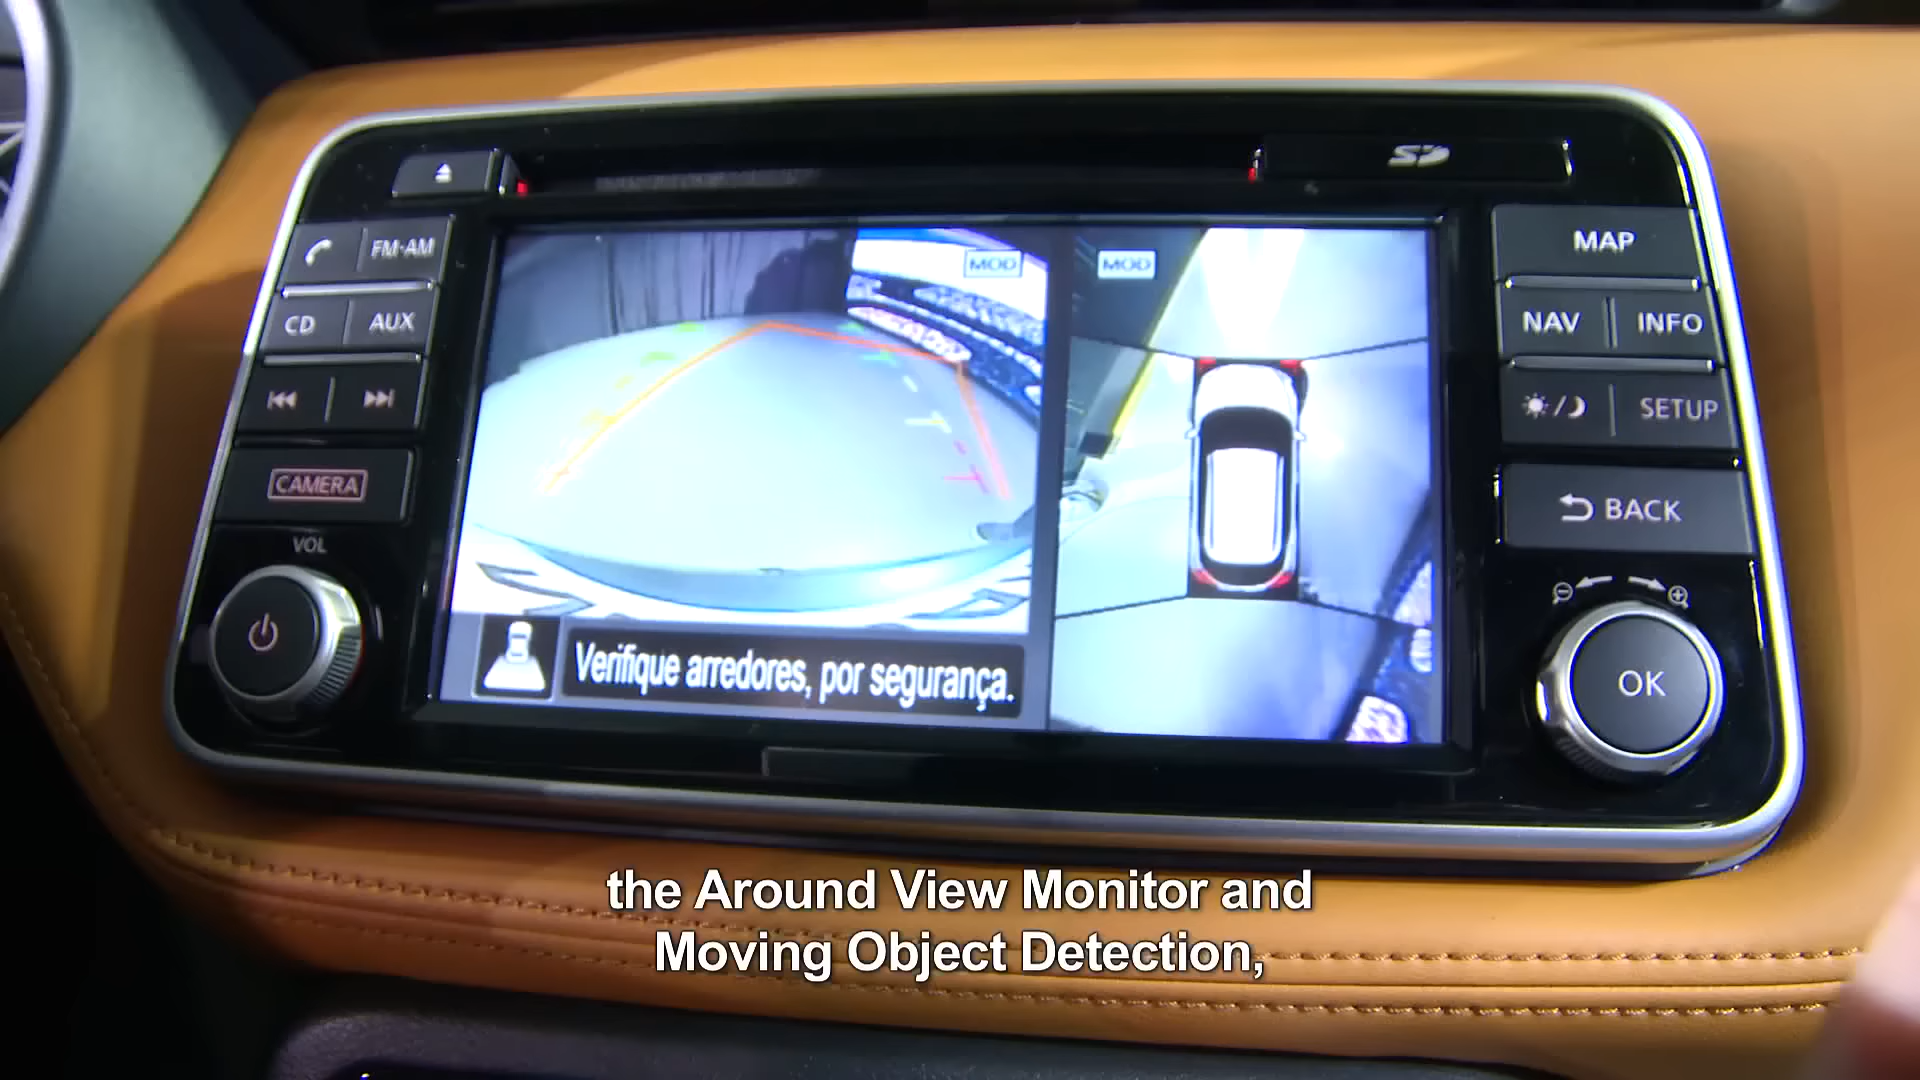 SD
FM·AM
CD
AUX
CAMERA
VOL
MOD
MOD
Verifique arredores, por segurança.
MAP
NAV
INFO
SETUP
BACK
OK
the Around View Monitor and
Moving Object Detection,